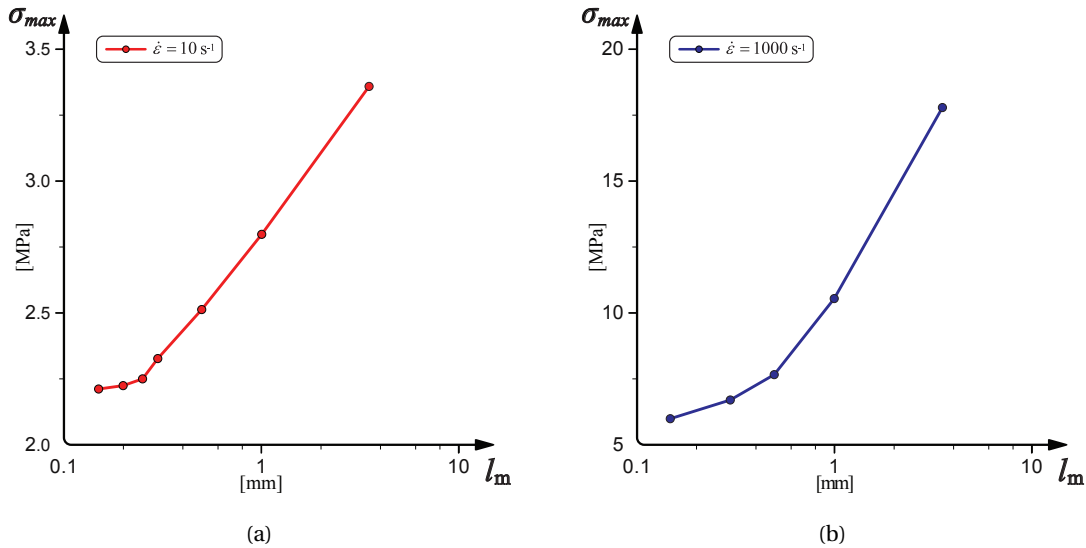 σmax
3.5
3.0
2.5
2.0
[MPa]
ε̇ = 10 s-1
0.1
1
10
[mm]
lm
(a)
σmax
20
15
10
5
[MPa]
ε̇ = 1000 s-1
0.1
1
10
[mm]
lm
(b)